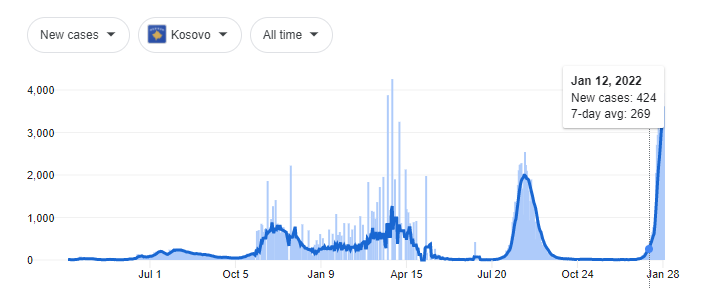 New cases
Kosovo
All time
Jan 12, 2022
New cases: 424
7-day avg: 269
4,000
3,000
2,000
1,000
0
Jul 1
Oct 5
Jan 9
Apr 15
Jul 20
Oct 24
Jan 28